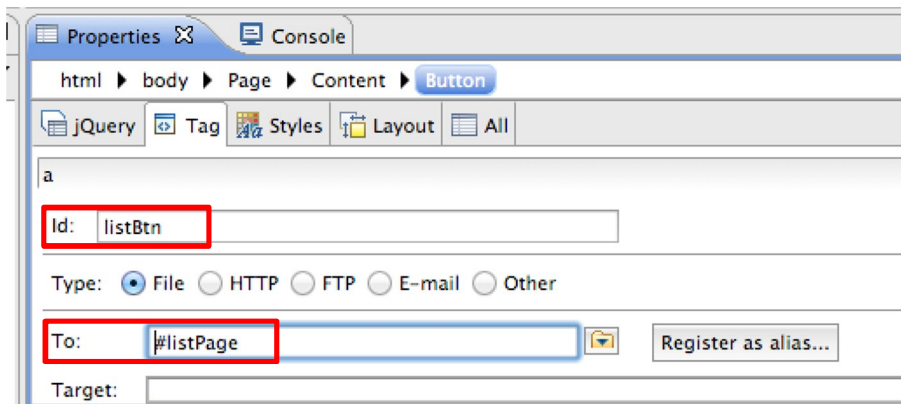 Properties Console
html body Page Content Button
jQuery Tag Styles Layout All
a
Id: listBtn
Type: File HTTP FTP E-mail Other
To: #listPage Register as alias...
Target: